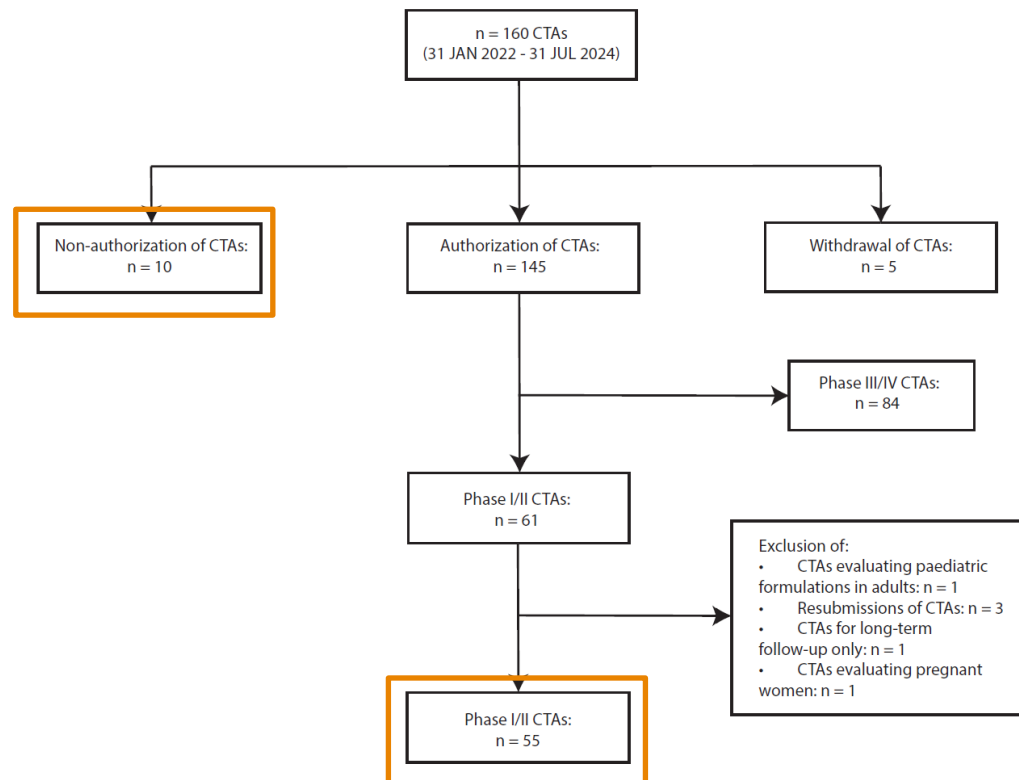 n = 160 CTAs
(31 JAN 2022 - 31 JUL 2024)
Non-authorization of CTAs:
n = 10
Authorization of CTAs:
n = 145
Withdrawal of CTAs:
n = 5
Phase III/IV CTAs:
n = 84
Phase I/II CTAs:
n = 61
Exclusion of:
• CTAs evaluating paediatric
formulations in adults: n = 1
• Resubmissions of CTAs: n = 3
• CTAs for long-term
follow-up only: n = 1
• CTAs evaluating pregnant
women: n = 1
Phase I/II CTAs:
n = 55